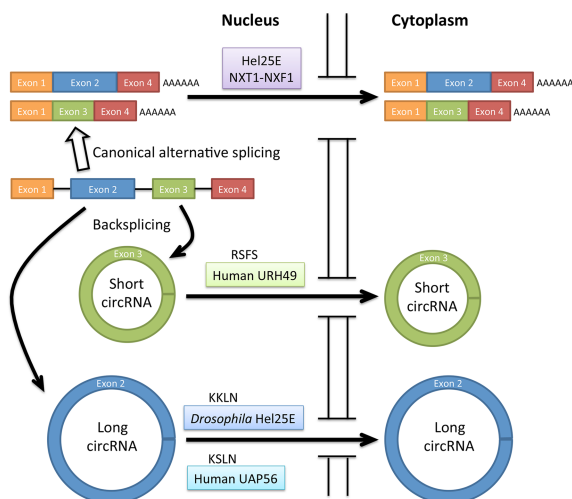 Nucleus
Cytoplasm
Hel25E
NXT1-NXF1
Exon 1 Exon 2 Exon 4 AAAAAA
Exon 1 Exon 3 Exon 4 AAAAAA
Exon 1 Exon 2 Exon 4 AAAAAA
Exon 1 Exon 3 Exon 4 AAAAAA
Canonical alternative splicing
Exon 1 Exon 2 Exon 3 Exon 4
Backsplicing
Exon 3
Short
circRNA
RSFS
Human URH49
Exon 3
Short
circRNA
Exon 2
Long
circRNA
KKLN
Drosophila Hel25E
KSLN
Human UAP56
Exon 2
Long
circRNA